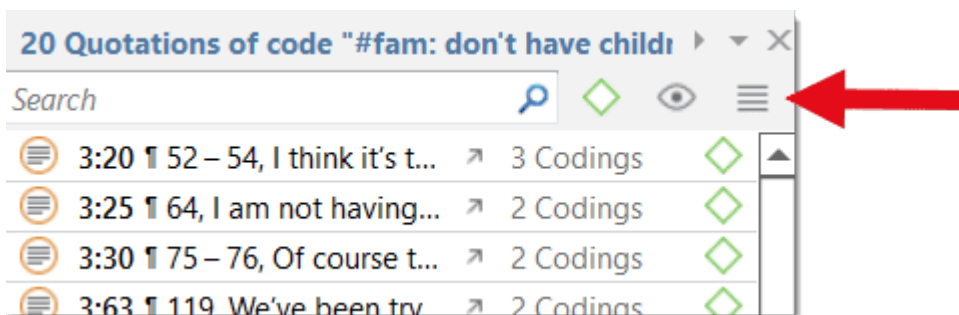 20 Quotations of code "#fam: don't have childr
Search
3:20 ¶ 52 – 54, I think it's t... 3 Codings
3:25 ¶ 64, I am not having... 2 Codings
3:30 ¶ 75 – 76, Of course t... 2 Codings
3:63 ¶ 119, We've been try 2 Codings